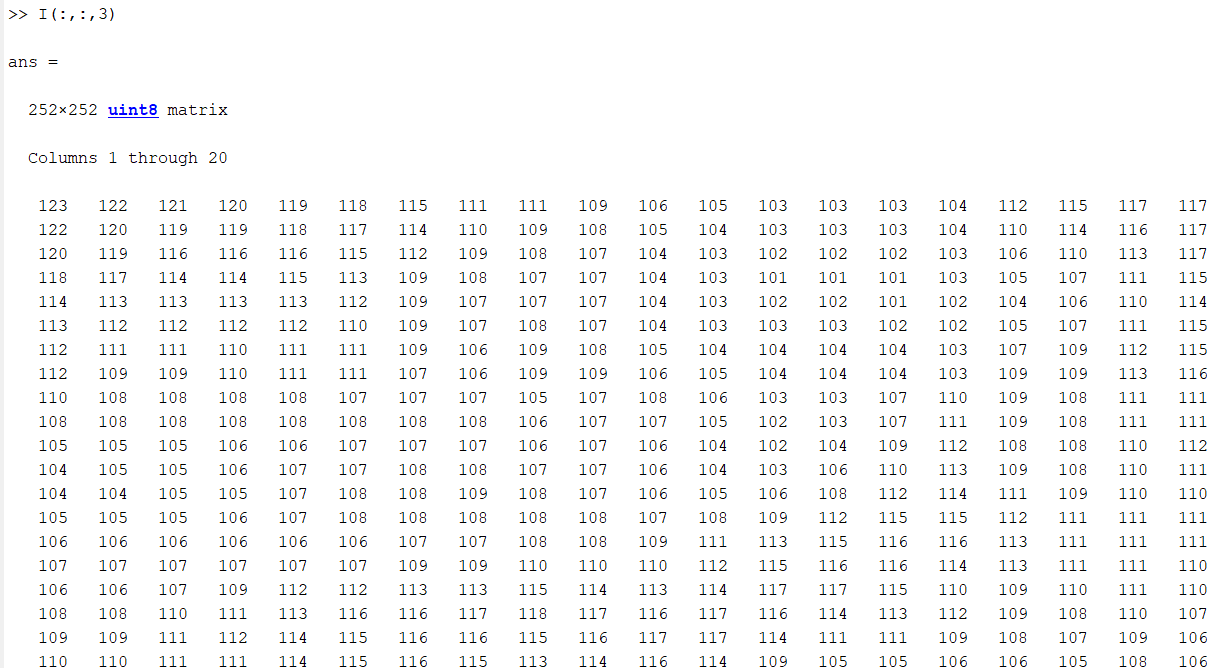 >> I(:,:,3)
ans =
252×252 uint8 matrix
Columns 1 through 20
123 122 121 120 119 118 115 111 111 109 106 105 103 103 103 104 112 115 117 117
122 120 119 119 118 117 114 110 109 108 105 104 103 103 103 104 110 114 116 117
120 119 116 116 116 115 112 109 108 107 104 103 102 102 102 103 106 110 113 117
118 117 114 114 115 113 109 108 107 107 104 103 101 101 101 103 105 107 111 115
114 113 113 113 113 112 109 107 107 107 104 103 102 102 101 102 104 106 110 114
113 112 112 112 112 110 109 107 108 107 104 103 103 103 102 102 105 107 111 115
112 111 111 110 111 111 109 106 109 108 105 104 104 104 104 103 107 109 112 115
112 109 109 110 111 111 107 106 109 109 106 105 104 104 104 103 109 109 113 116
110 108 108 108 108 107 107 107 105 107 108 106 103 103 107 110 109 108 111 111
108 108 108 108 108 108 108 108 106 107 107 105 102 103 107 111 109 108 111 111
105 105 105 106 106 107 107 107 106 107 106 104 102 104 109 112 108 108 110 112
104 105 105 106 107 107 108 108 107 107 106 104 103 106 110 113 109 108 110 111
104 104 105 105 107 108 108 109 108 107 106 105 106 108 112 114 111 109 110 110
105 105 105 106 107 108 108 108 108 108 107 108 109 112 115 115 112 111 111 111
106 106 106 106 106 106 107 107 108 108 109 111 113 115 116 116 113 111 111 111
107 107 107 107 107 107 109 109 110 110 110 112 115 116 116 114 113 111 111 110
106 106 107 109 112 112 113 113 115 114 113 114 117 117 115 110 109 110 111 110
108 108 110 111 113 116 116 117 118 117 116 117 116 114 113 112 109 108 110 107
109 109 111 112 114 115 116 116 115 116 117 117 114 111 111 109 108 107 109 106
110 110 111 111 114 115 116 115 113 114 116 114 109 105 105 106 106 105 108 106